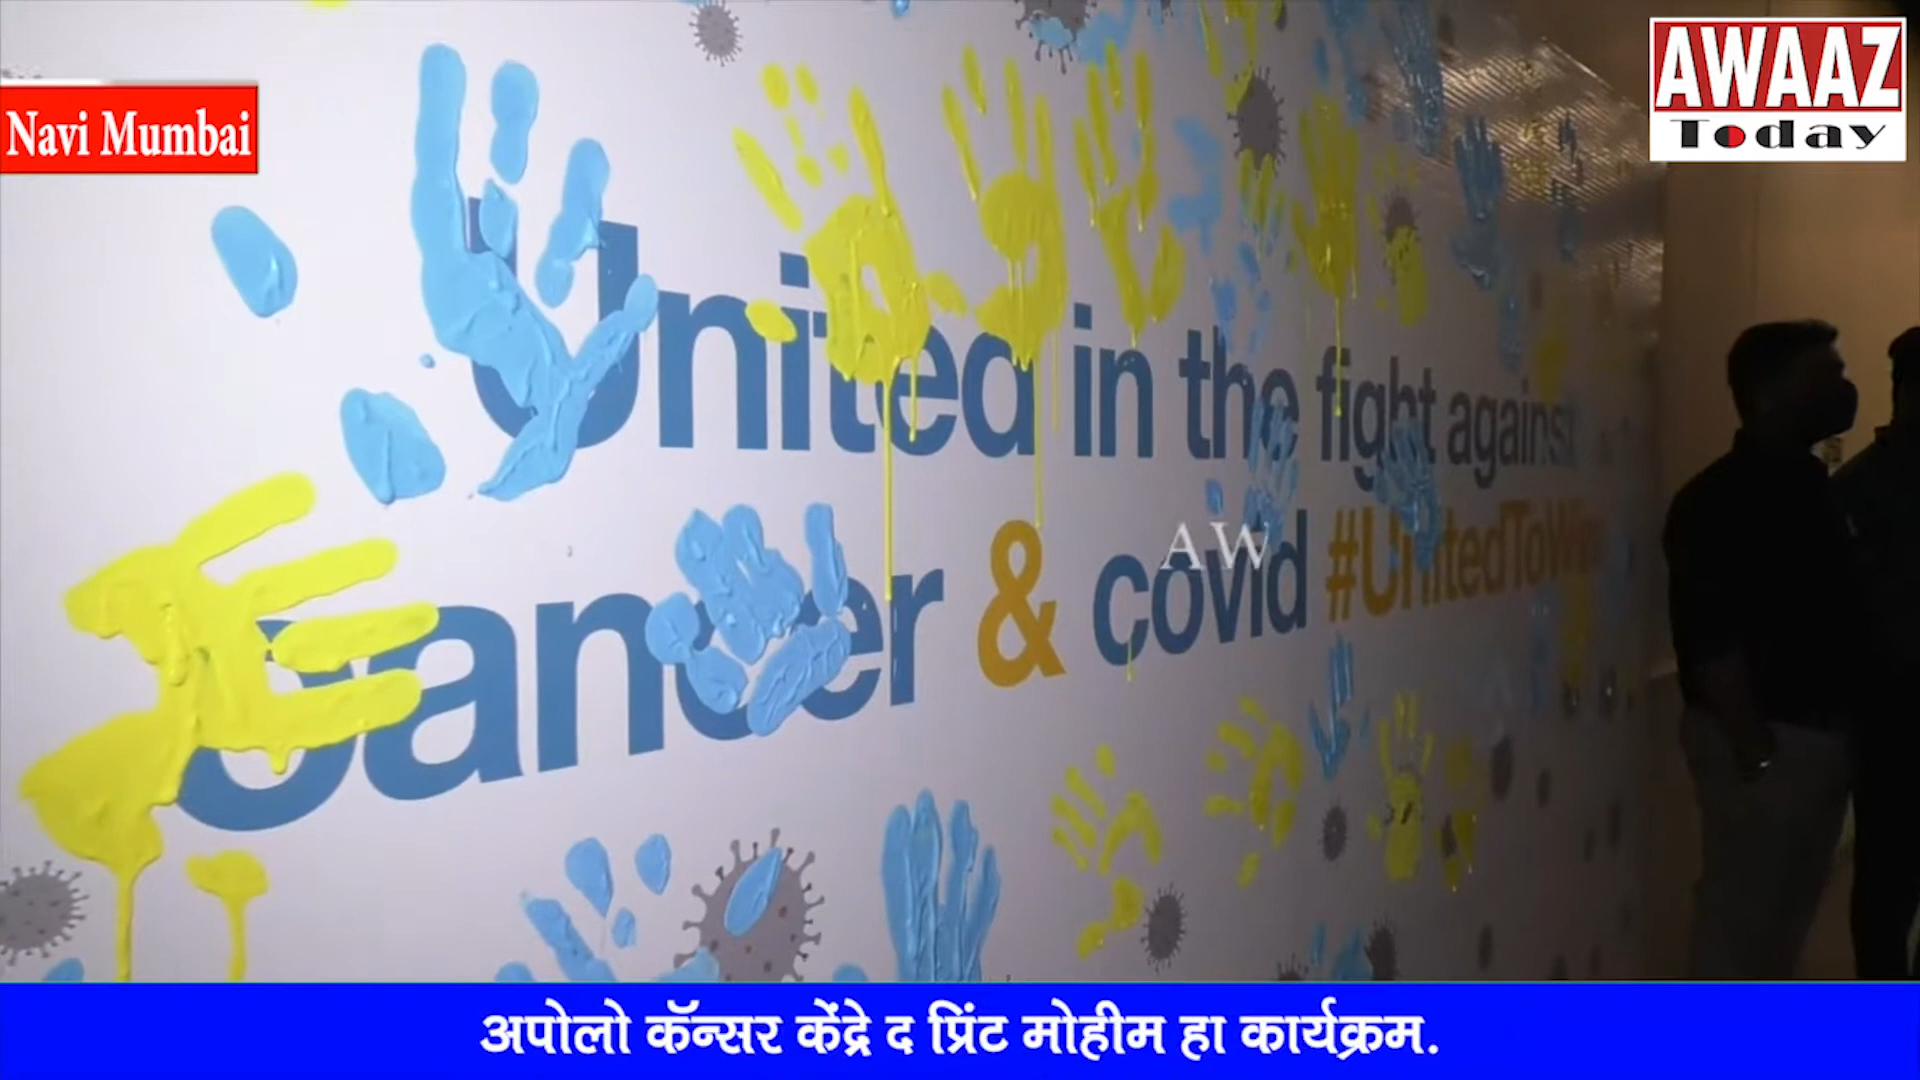 AWAAZ
Today
Navi Mumbai
United in the fight against
cancer & covid #UnitedToWin
AW
अपोलो कॅन्सर केंद्रे द प्रिंट मोहीम हा कार्यक्रम.